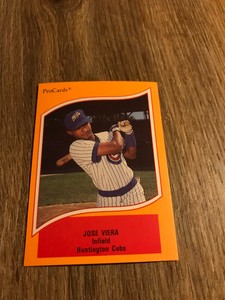 ProCards®
JOSE VIERA
Infield
Huntington Cubs